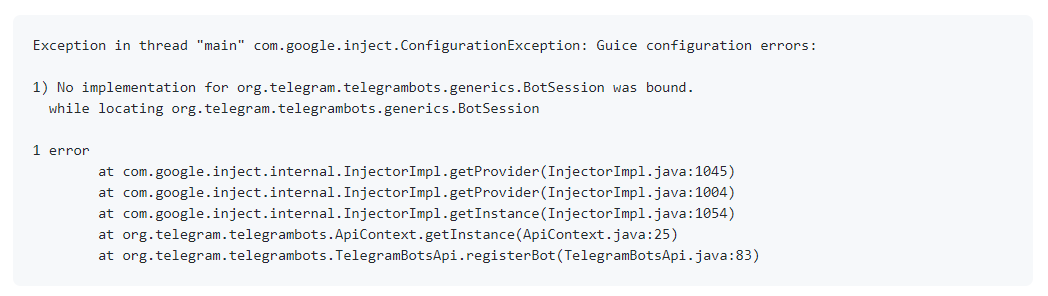 Exception in thread "main" com.google.inject.ConfigurationException: Guice configuration errors:
1) No implementation for org.telegram.telegrambots.generics.BotSession was bound.
while locating org.telegram.telegrambots.generics.BotSession
1 error
at com.google.inject.internal.InjectorImpl.getProvider(InjectorImpl.java:1045)
at com.google.inject.internal.InjectorImpl.getProvider(InjectorImpl.java:1004)
at com.google.inject.internal.InjectorImpl.getInstance(InjectorImpl.java:1054)
at org.telegram.telegrambots.ApiContext.getInstance(ApiContext.java:25)
at org.telegram.telegrambots.TelegramBotsApi.registerBot(TelegramBotsApi.java:83)